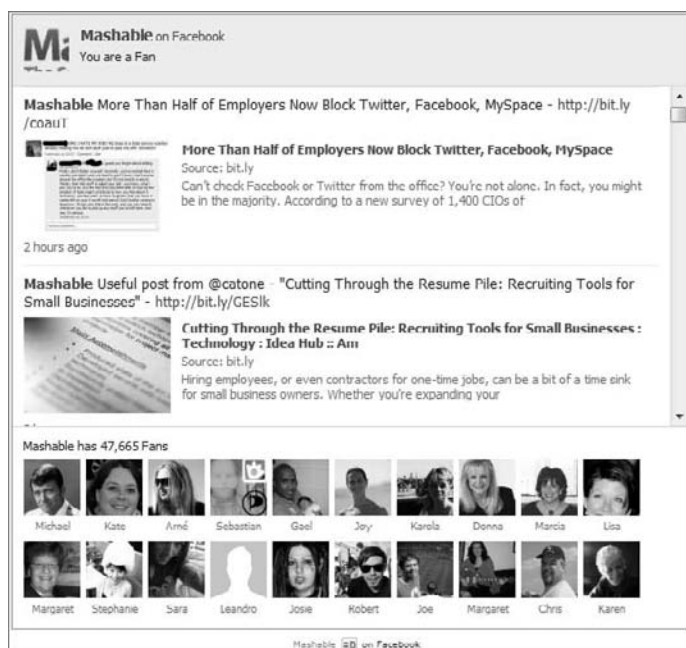 Mashable on Facebook
You are a Fan
Mashable More Than Half of Employers Now Block Twitter, Facebook, MySpace - http://bit.ly
/coauT
More Than Half of Employers Now Block Twitter, Facebook, MySpace
Source: bit.ly
Can't check Facebook or Twitter from the office? You're not alone. In fact, you might
be in the majority. According to a new survey of 1,400 CIOs of
2 hours ago
Mashable Useful post from @catone - "Cutting Through the Resume Pile: Recruiting Tools for
Small Businesses" - http://bit.ly/GESlk
Cutting Through the Resume Pile: Recruiting Tools for Small Businesses :
Technology : Idea Hub :: Am
Source: bit.ly
Hiring employees, or even contractors for one-time jobs, can be a bit of a time sink
for small business owners. Whether you're expanding your
Mashable has 47,665 Fans
Michael Kate Arné Sebastian Gael Joy Karola Donna Marcia Lisa
Margaret Stephanie Sara Leandro Josie Robert Joe Margaret Chris Karen
Mashable on Facebook